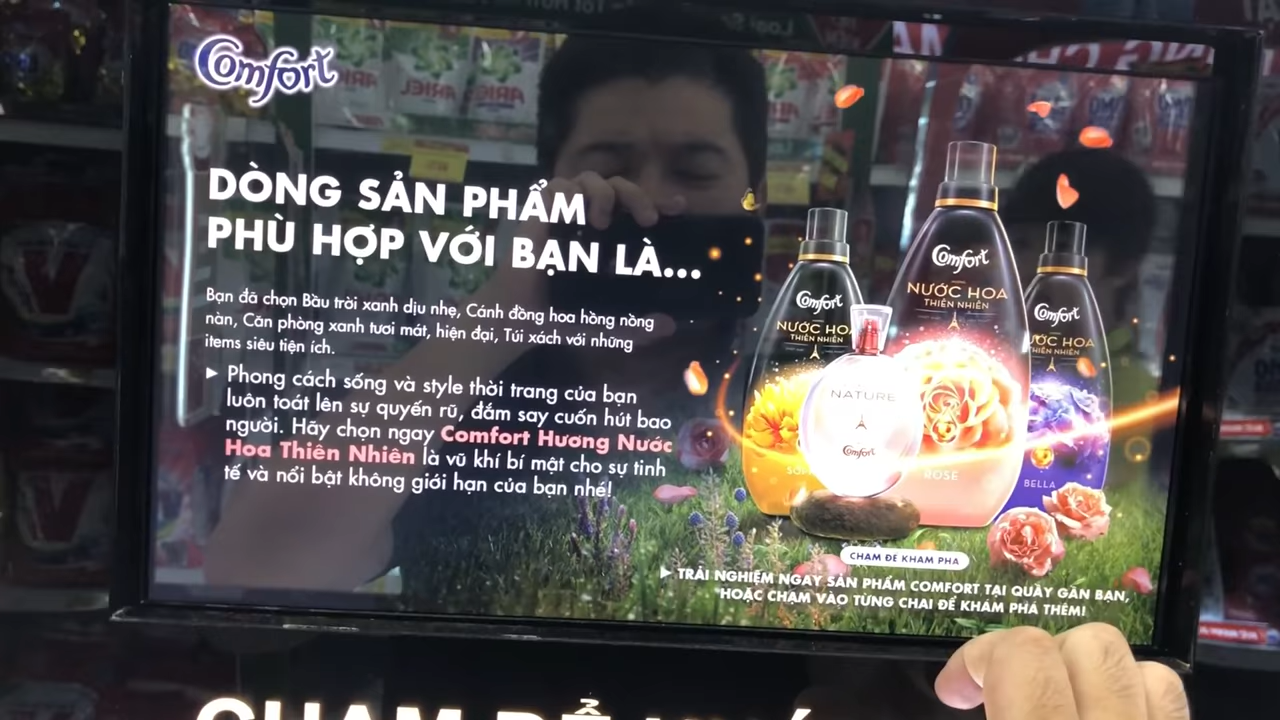 Comfort
DÒNG SẢN PHẨM
PHÙ HỢP VỚI BẠN LÀ...
Bạn đã chọn Bầu trời xanh dịu nhẹ, Cánh đồng hoa hồng nồng
nàn, Căn phòng xanh tươi mát, hiện đại, Túi xách với những
items siêu tiện ích.
► Phong cách sống và style thời trang của bạn
luôn toát lên sự quyến rũ, đắm say cuốn hút bao
người. Hãy chọn ngay Comfort Hương Nước
Hoa Thiên Nhiên là vũ khí bí mật cho sự tinh
tế và nổi bật không giới hạn của bạn nhé!
Comfort
NƯỚC HOA
THIÊN NHIÊN
Comfort
NƯỚC HOA
THIÊN NHIÊN
ROSE
Comfort
NƯỚC HOA
THIÊN NHIÊN
BELLA
NATURE
Comfort
CHẠM ĐỂ KHÁM PHÁ
► TRẢI NGHIỆM NGAY SẢN PHẨM COMFORT TẠI QUẦY GẦN BẠN,
*HOẶC CHẠM VÀO TỪNG CHAI ĐỂ KHÁM PHÁ THÊM!
CHẠM ĐỂ